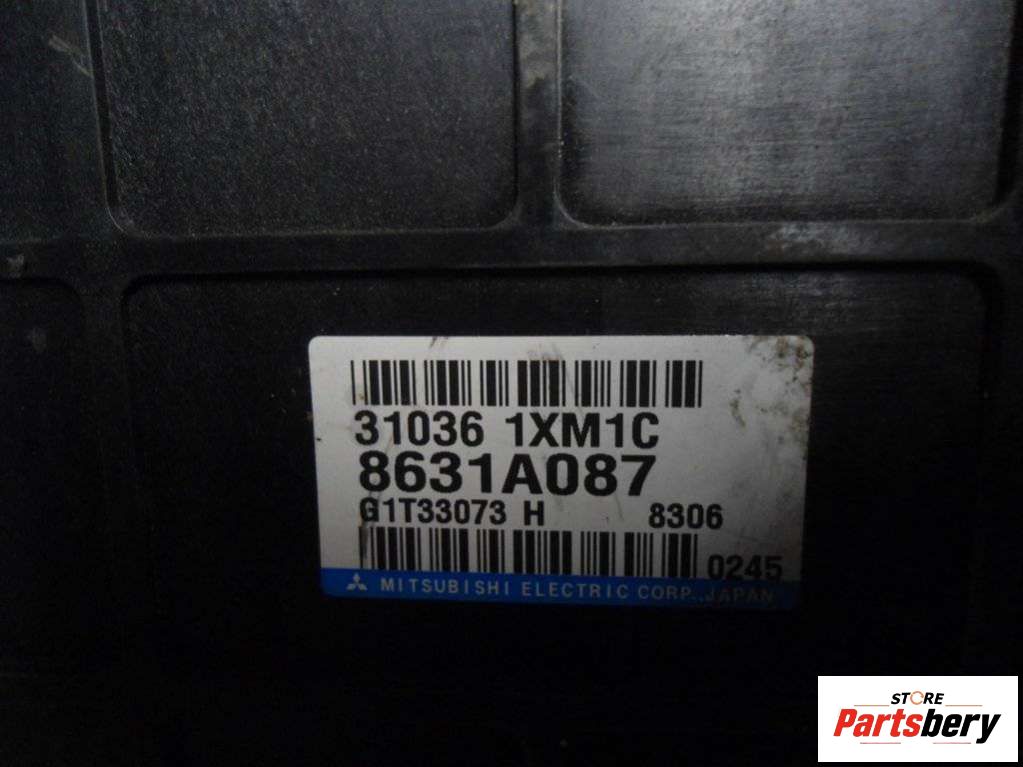 31036 1XM1C
8631A087
G1T33073 H 8306
0245
MITSUBISHI ELECTRIC CORP.,JAPAN
STORE
Partsbery